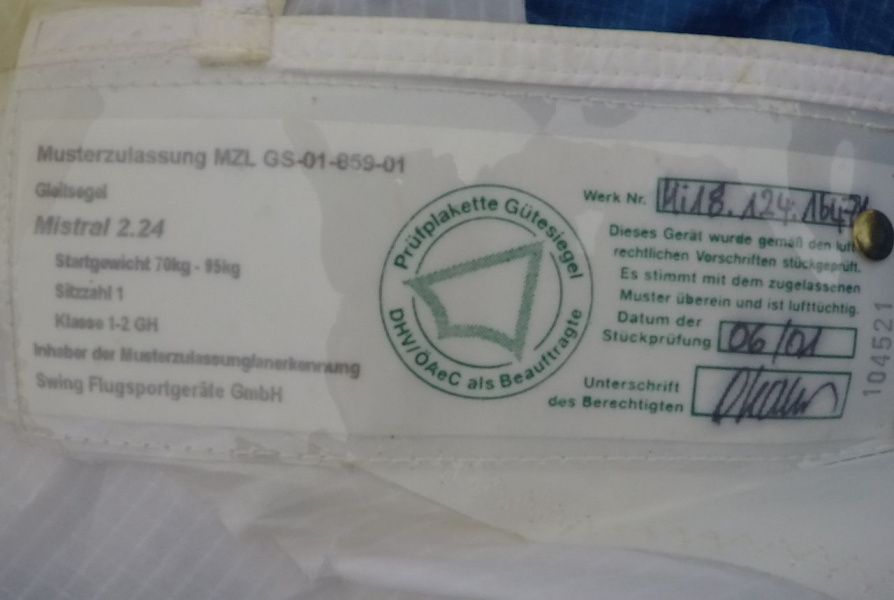 Musterzulassung MZL GS-01-859-01
Gleitsegel
Mistral 2.24
Startgewicht 70kg - 95kg
Sitzzahl 1
Klasse 1-2 GH
Inhaber der Musterzulassung/anerkennung
Swing Flugsportgeräte GmbH
Prüfplakette Gütesiegel
DHV/ÖAeC als Beauftragte
Werk Nr.
Dieses Gerät wurde gemäß den luft
rechtlichen Vorschriften stückgeprüft.
Es stimmt mit dem zugelassenen
Muster überein und ist lufttüchtig.
Datum der
Stückprüfung 06/01
Unterschrift
des Berechtigten
104521